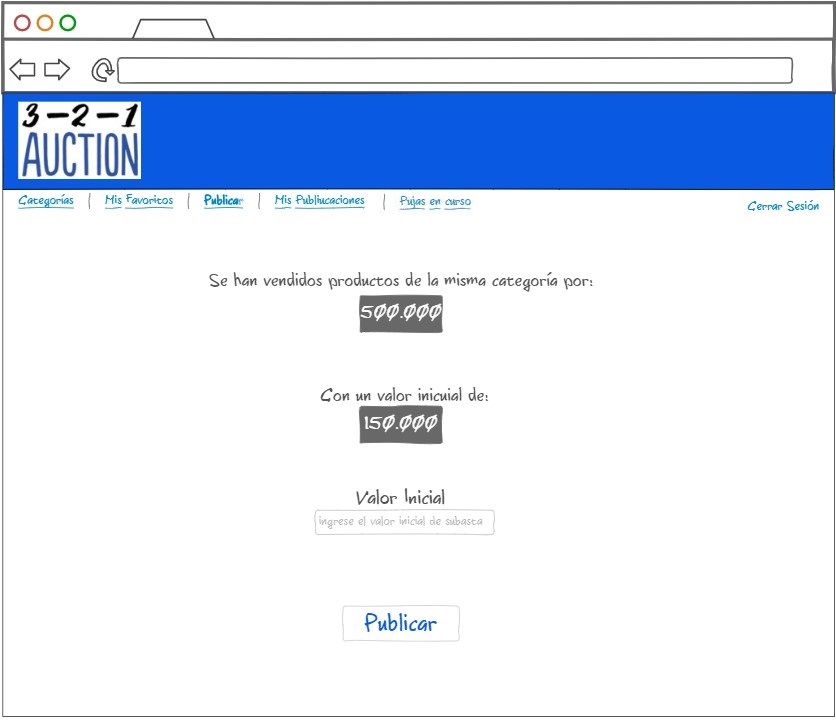 3-2-1
AUCTION
Categorías | Mis Favoritos | Publicar | Mis Publiucaciones | Pujas en curso
Cerrar Sesión
Se han vendidos productos de la misma categoría por:
500.000
Con un valor inicuial de:
150.000
Valor Inicial
ingrese el valor inicial de subasta
Publicar